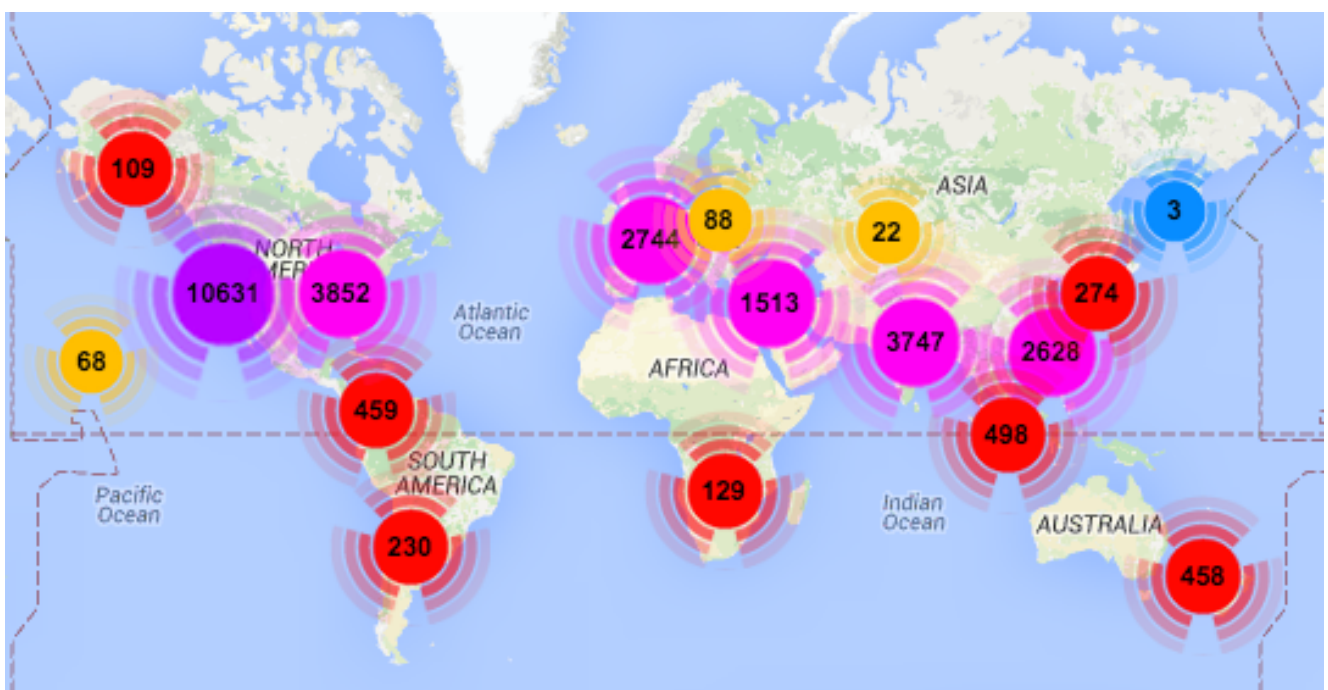 109
ASIA
3
2744
88
22
NORTH
AMERICA
10631
3852
1513
274
Atlantic
Ocean
3747
2628
68
AFRICA
459
498
SOUTH
AMERICA
129
Pacific
Ocean
Indian
Ocean
AUSTRALIA
230
458